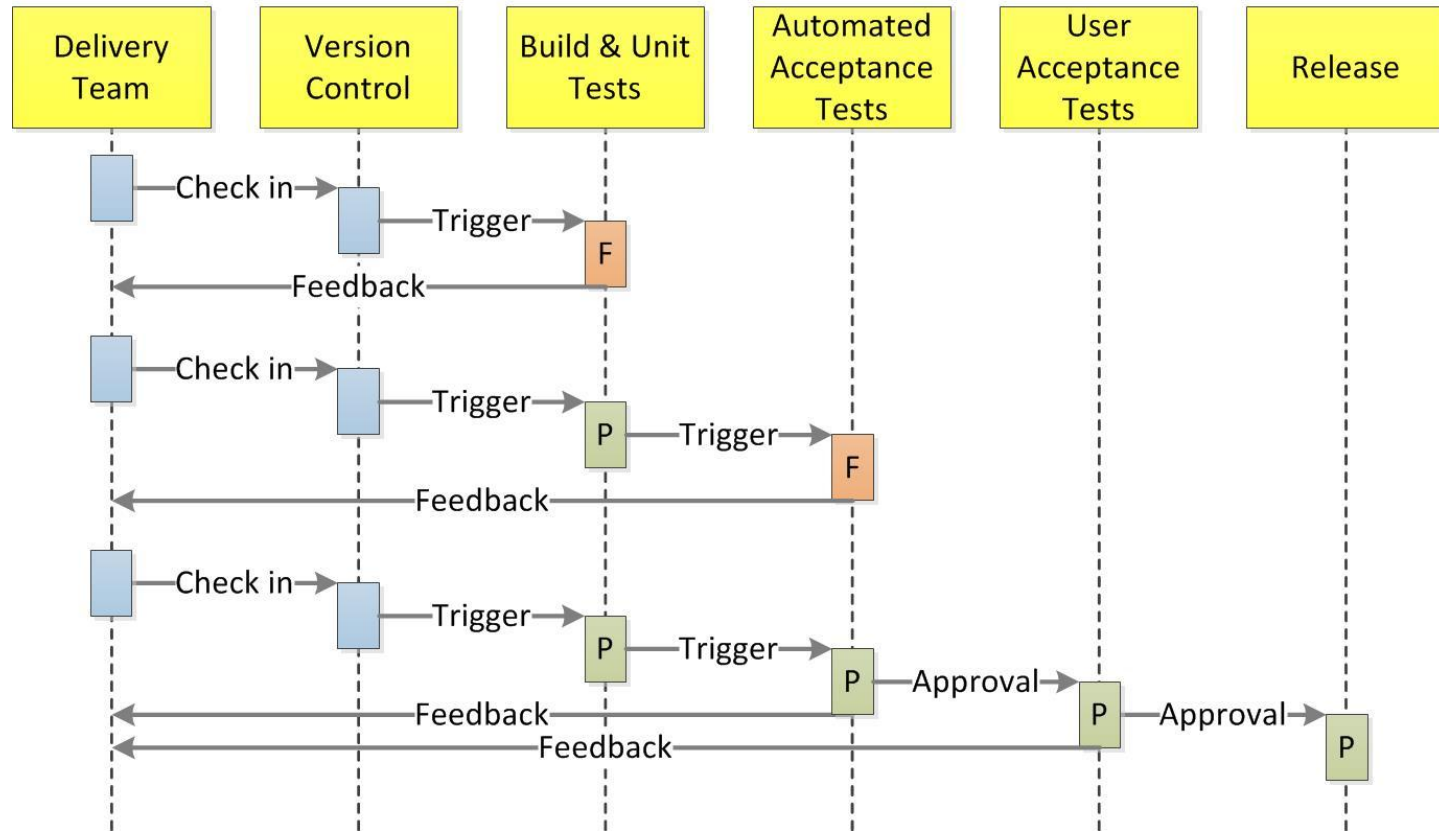 Delivery
Team
Version
Control
Build & Unit
Tests
Automated
Acceptance
Tests
User
Acceptance
Tests
Release
Check in
Trigger
F
Feedback
Check in
Trigger
P
Trigger
F
Feedback
Check in
Trigger
P
Trigger
P
Approval
P
Approval
Feedback
P
Feedback